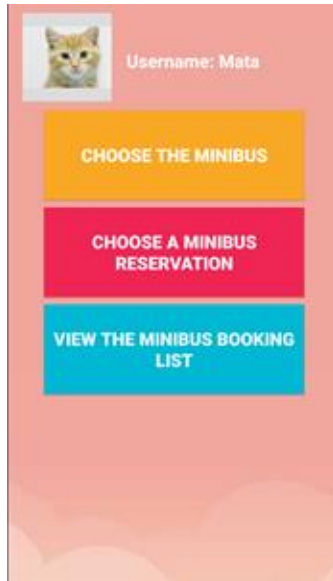 Username: Mata
CHOOSE THE MINIBUS
CHOOSE A MINIBUS
RESERVATION
VIEW THE MINIBUS BOOKING
LIST